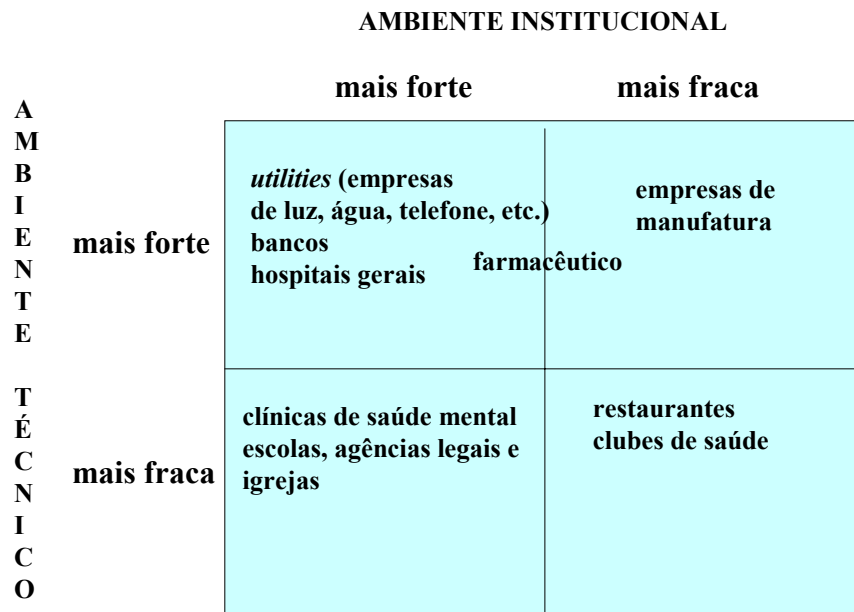 AMBIENTE INSTITUCIONAL
mais forte
mais fraca
A
M
B
I
E
N
T
E
T
É
C
N
I
C
O
mais forte
utilities (empresas
de luz, água, telefone, etc.)
bancos
hospitais gerais
farmacêutico
empresas de
manufatura
mais fraca
clínicas de saúde mental
escolas, agências legais e
igrejas
restaurantes
clubes de saúde